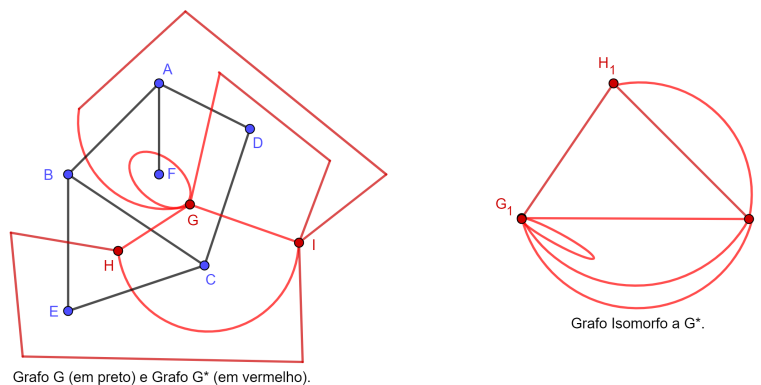 A
D
B
F
G
H
I
C
E
Grafo G (em preto) e Grafo G* (em vermelho).
H1
G1
Grafo Isomorfo a G*.